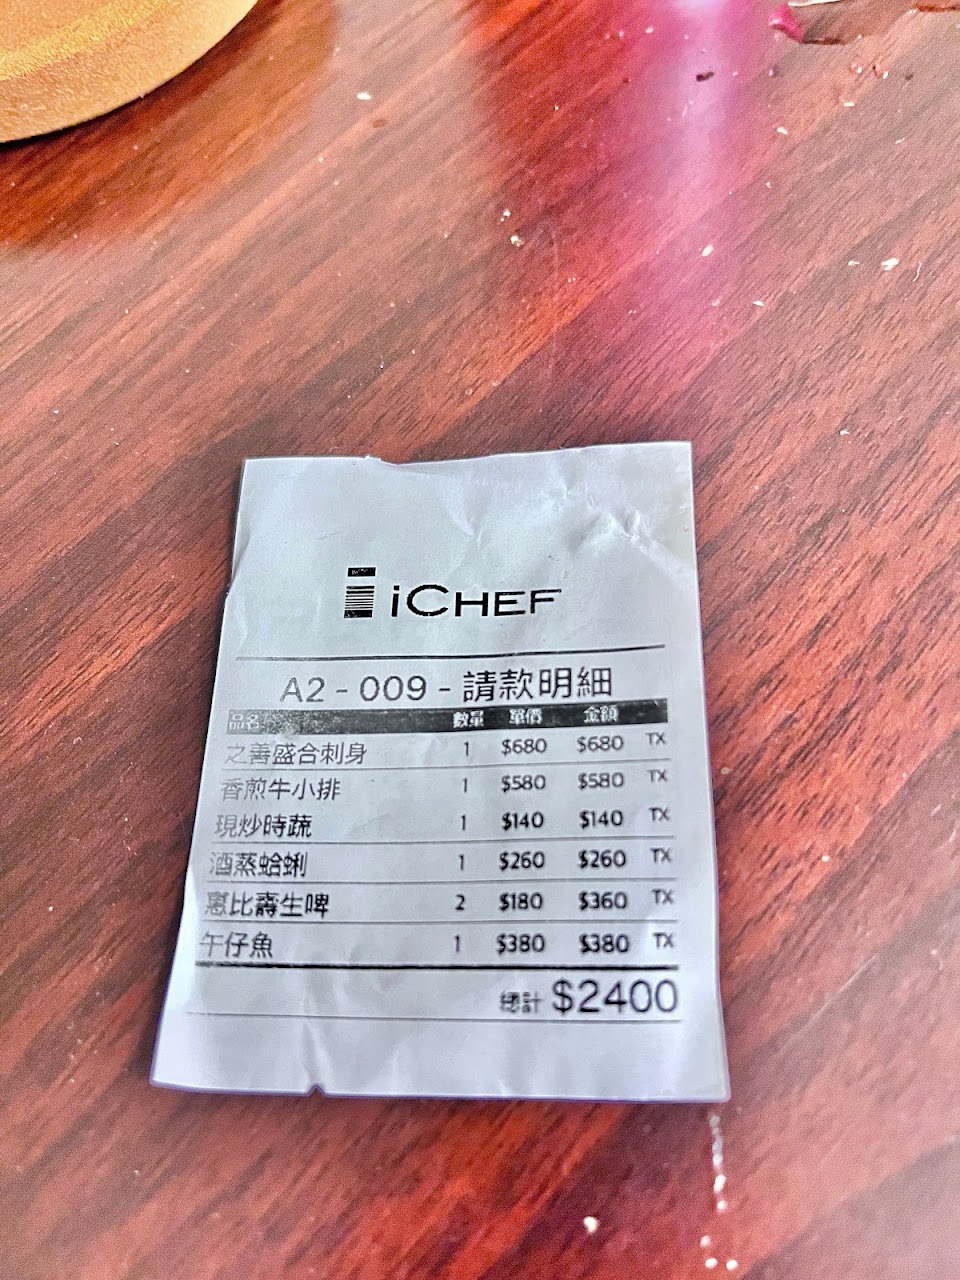 iCHEF
A2 - 009 - 請款明細
品名 數量 單價 金額
之善盛合刺身 1 $680 $680 TX
香煎牛小排 1 $580 $580 TX
現炒時蔬 1 $140 $140 TX
酒蒸蛤蜊 1 $260 $260 TX
惠比壽生啤 2 $180 $360 TX
午仔魚 1 $380 $380 TX
總計 $2400